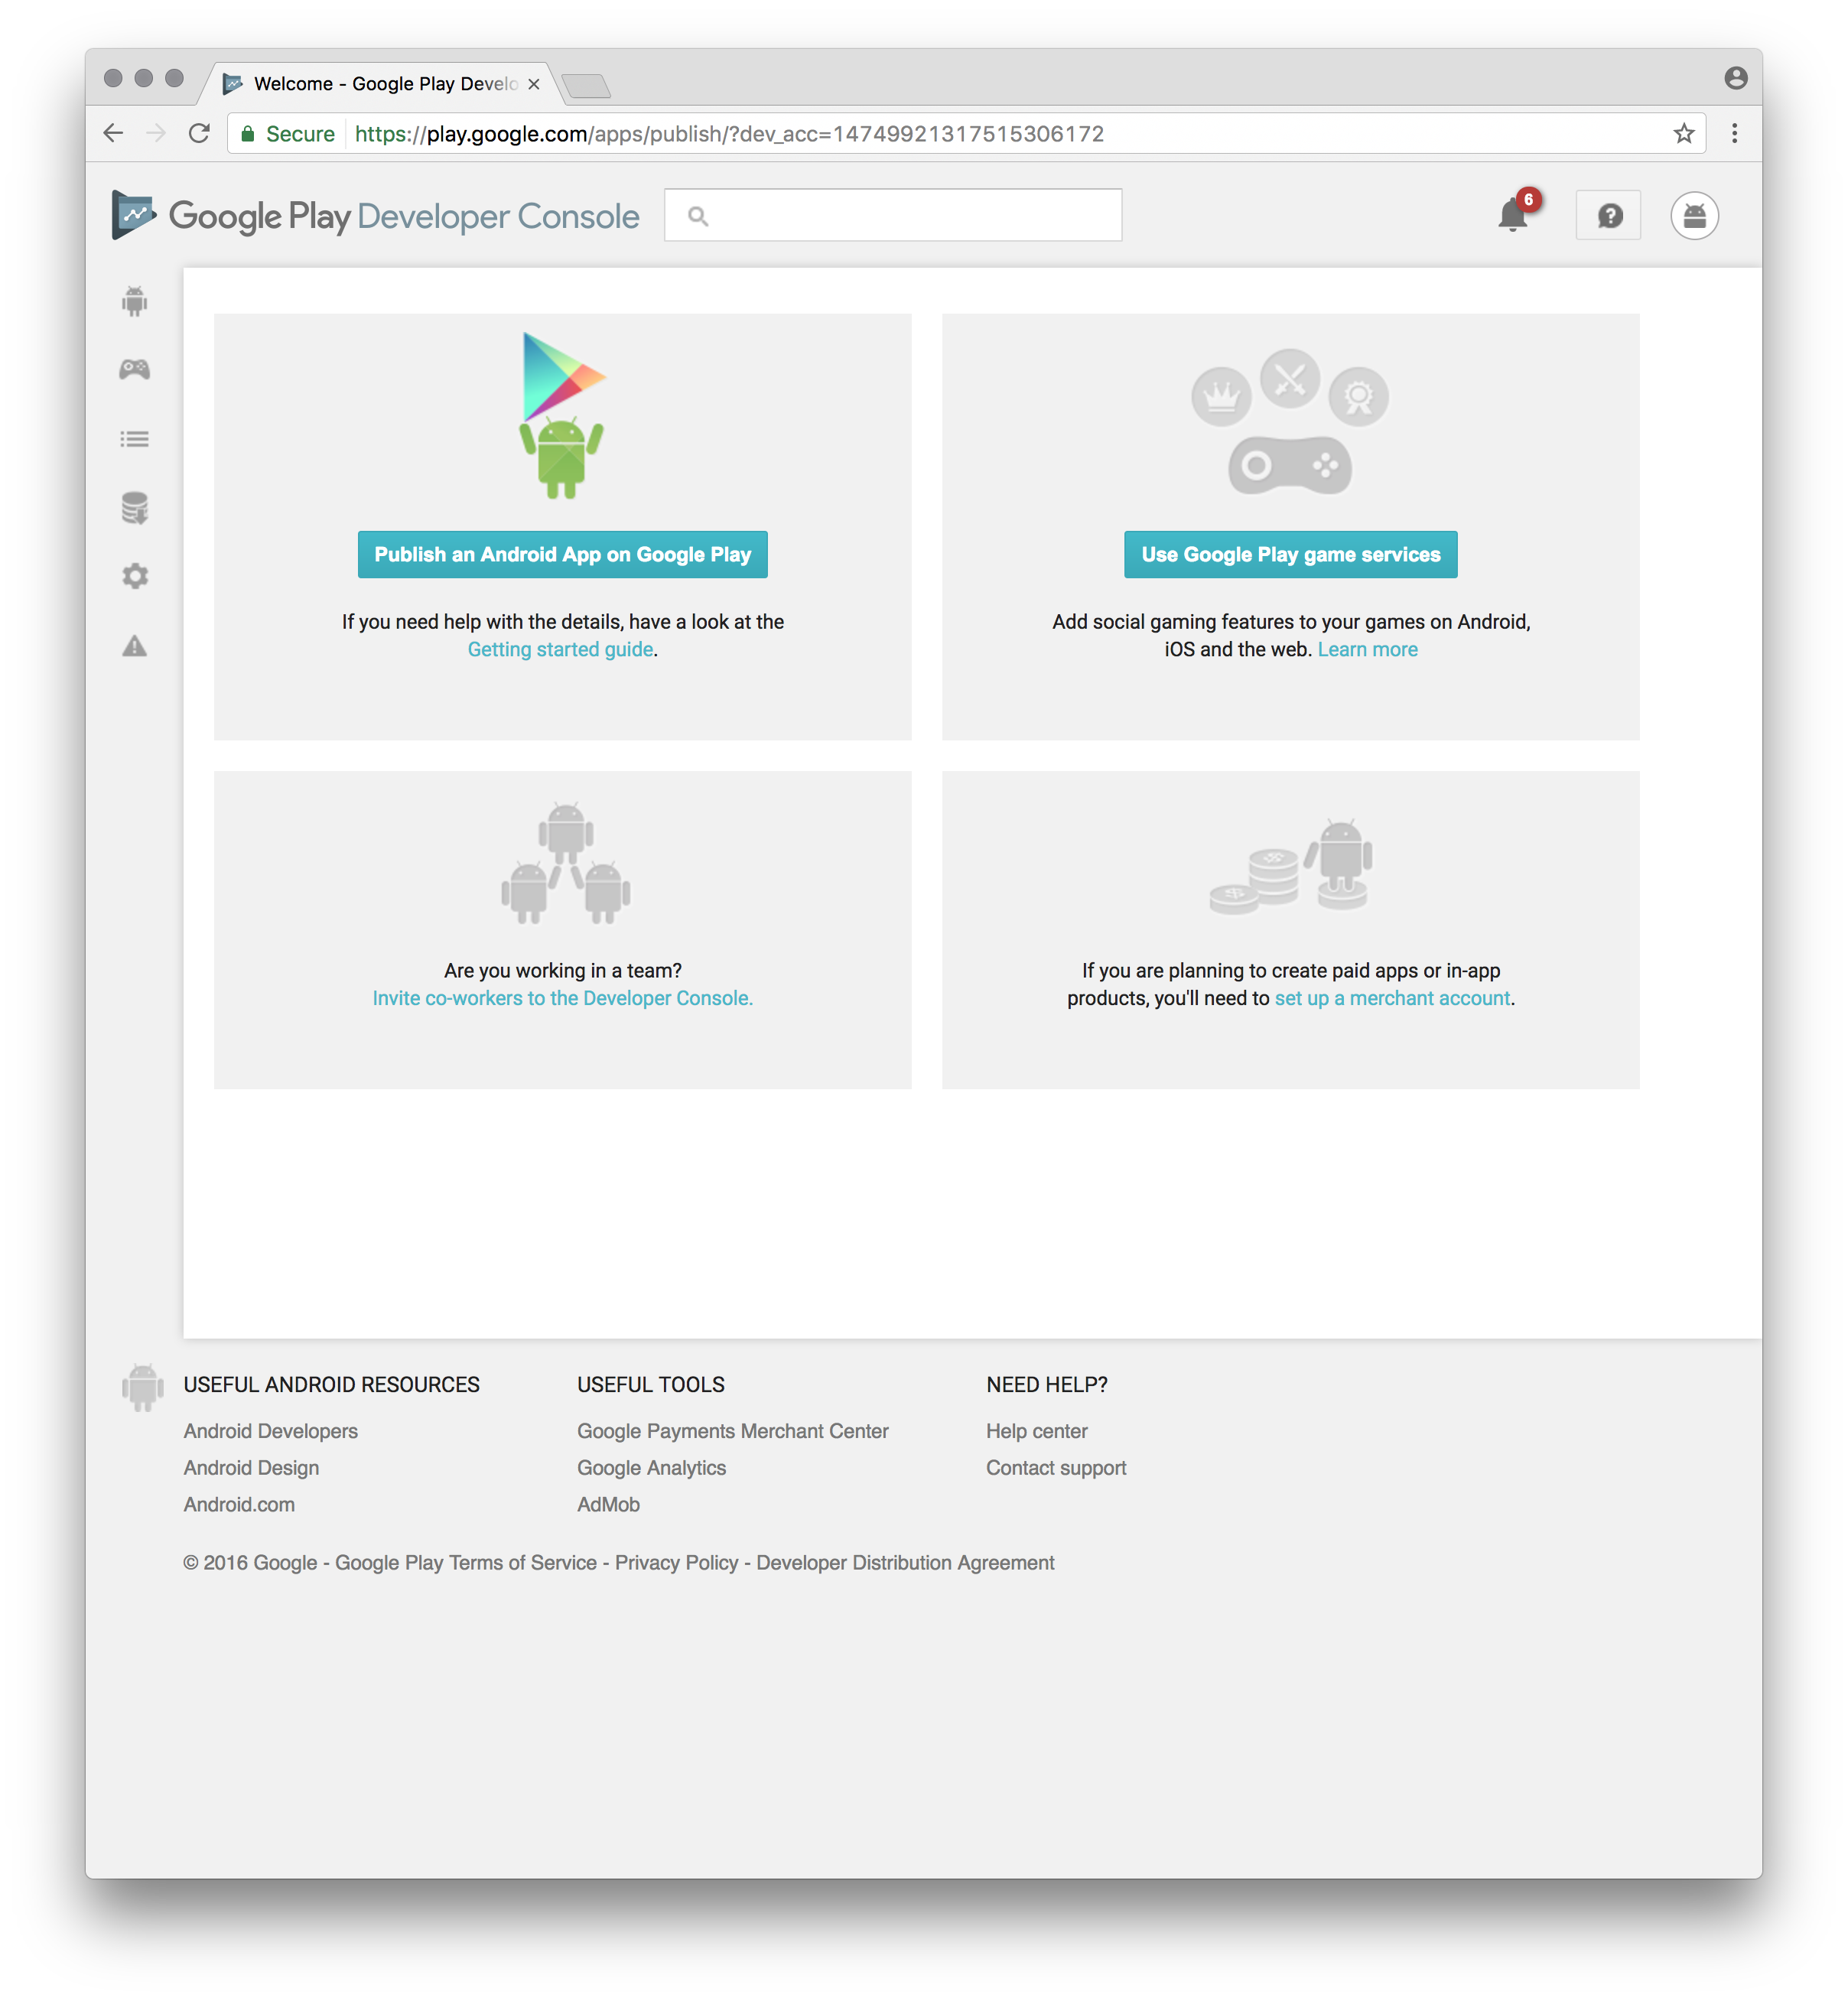 Welcome - Google Play Develo
Secure https://play.google.com/apps/publish/?dev_acc=14749921317515306172
Google Play Developer Console
6
Publish an Android App on Google Play
If you need help with the details, have a look at the
Getting started guide.
Use Google Play game services
Add social gaming features to your games on Android,
iOS and the web. Learn more
Are you working in a team?
Invite co-workers to the Developer Console.
If you are planning to create paid apps or in-app
products, you'll need to set up a merchant account.
USEFUL ANDROID RESOURCES
Android Developers
Android Design
Android.com
USEFUL TOOLS
Google Payments Merchant Center
Google Analytics
AdMob
NEED HELP?
Help center
Contact support
© 2016 Google - Google Play Terms of Service - Privacy Policy - Developer Distribution Agreement